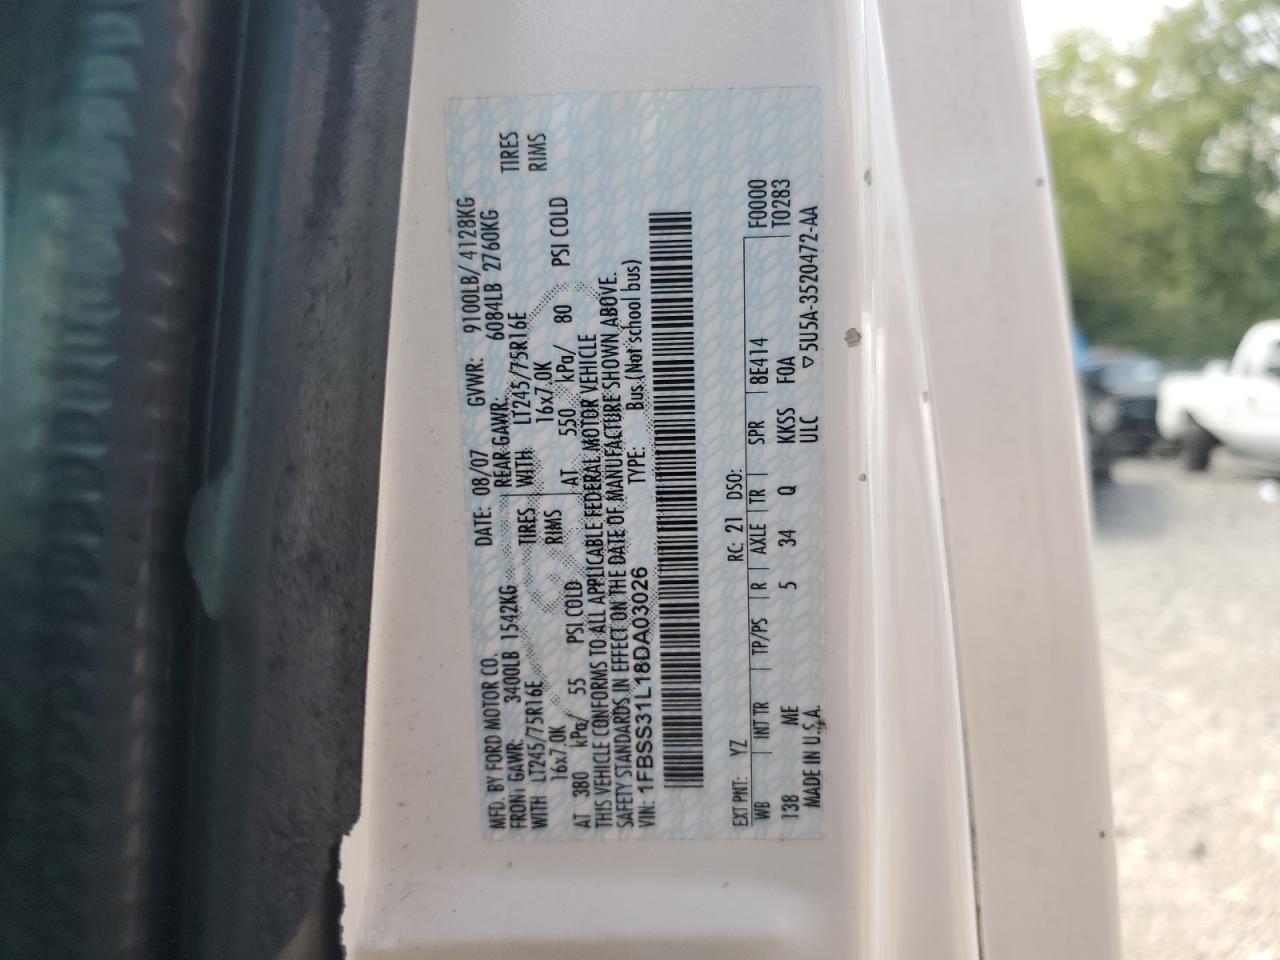 MFD. BY FORD MOTOR CO.
DATE: 08/07 GVWR: 9100LB/ 4128KG
FRONT GAWR: 3400LB 1542KG REAR GAWR: 6084LB 2760KG
WITH LT245/75R16E TIRES WITH LT245/75R16E TIRES
16x7.0K RIMS 16x7.0K RIMS
AT 380 kPa/ 55 PSI COLD AT 550 kPa/ 80 PSI COLD
THIS VEHICLE CONFORMS TO ALL APPLICABLE FEDERAL MOTOR VEHICLE
SAFETY STANDARDS IN EFFECT ON THE DATE OF MANUFACTURE SHOWN ABOVE.
VIN: 1FBSS31L18DA03026 TYPE: Bus (Not school bus)
EXT PNT: YZ RC: 21 DSO: F0000
WB INT TR TP/PS R AXLE TR SPR 8E414 T0283
138 ME 5 34 Q KKSS F0A
MADE IN U.S.A. ULC ▽5U5A-3520472-AA